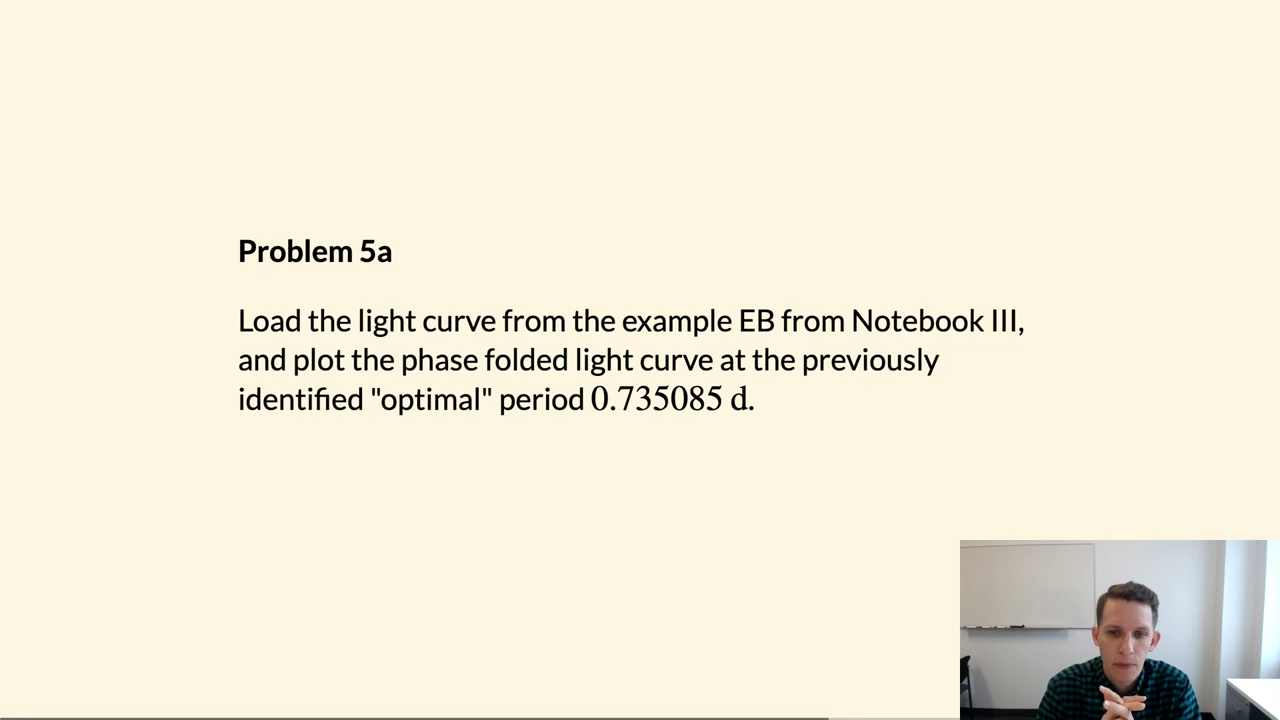 Problem 5a
Load the light curve from the example EB from Notebook III,
and plot the phase folded light curve at the previously
identified "optimal" period 0.735085 d.